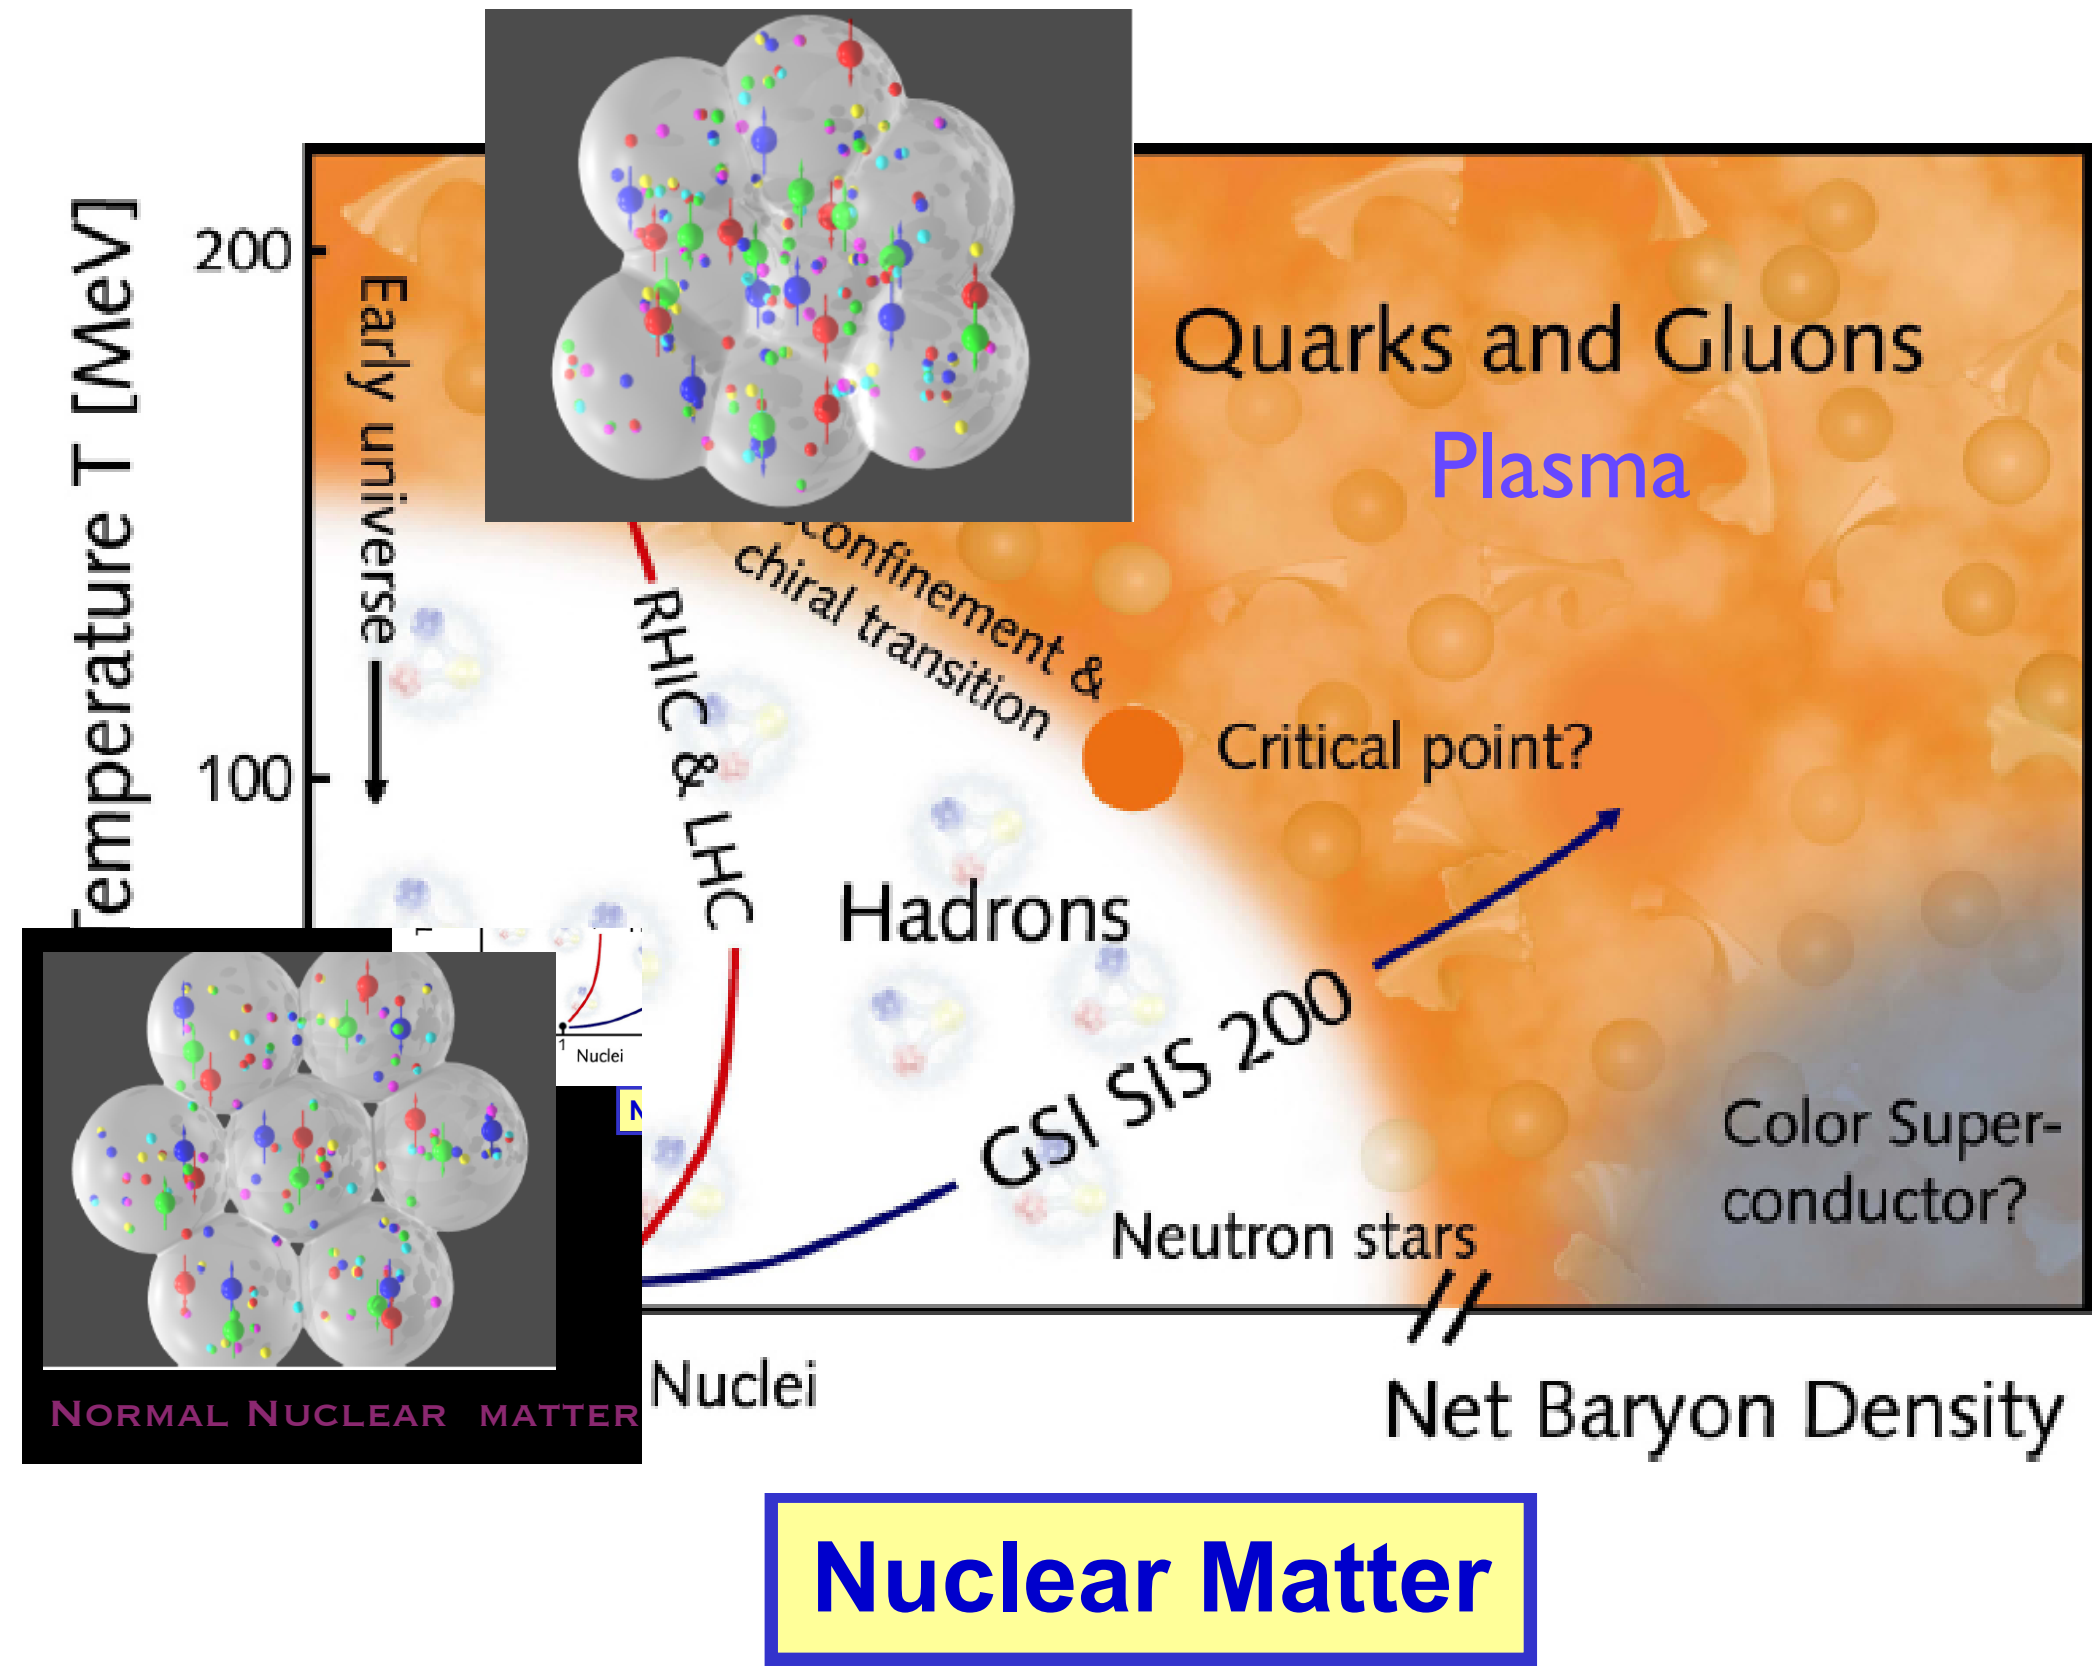 Temperature T [MeV]
200
100
Early universe
Quarks and Gluons
Plasma
confinement &
chiral transition
RHIC & LHC
Critical point?
Hadrons
GSI SIS 200
Color Super-
conductor?
Neutron stars
1
Nuclei
N
NORMAL NUCLEAR MATTER
Nuclei
Net Baryon Density
Nuclear Matter